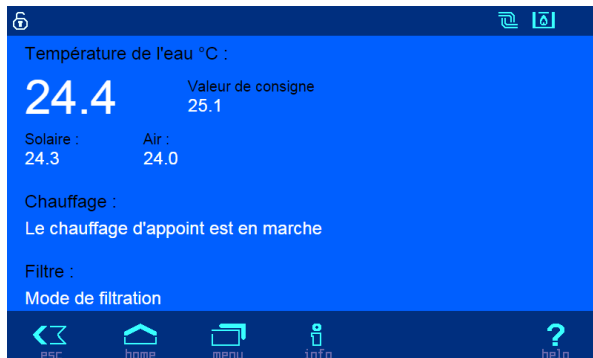 Température de l'eau °C :
24.4
Valeur de consigne
25.1
Solaire :
Air :
24.3
24.0
Chauffage :
Le chauffage d'appoint est en marche
Filtre :
Mode de filtration
esc home menu info help